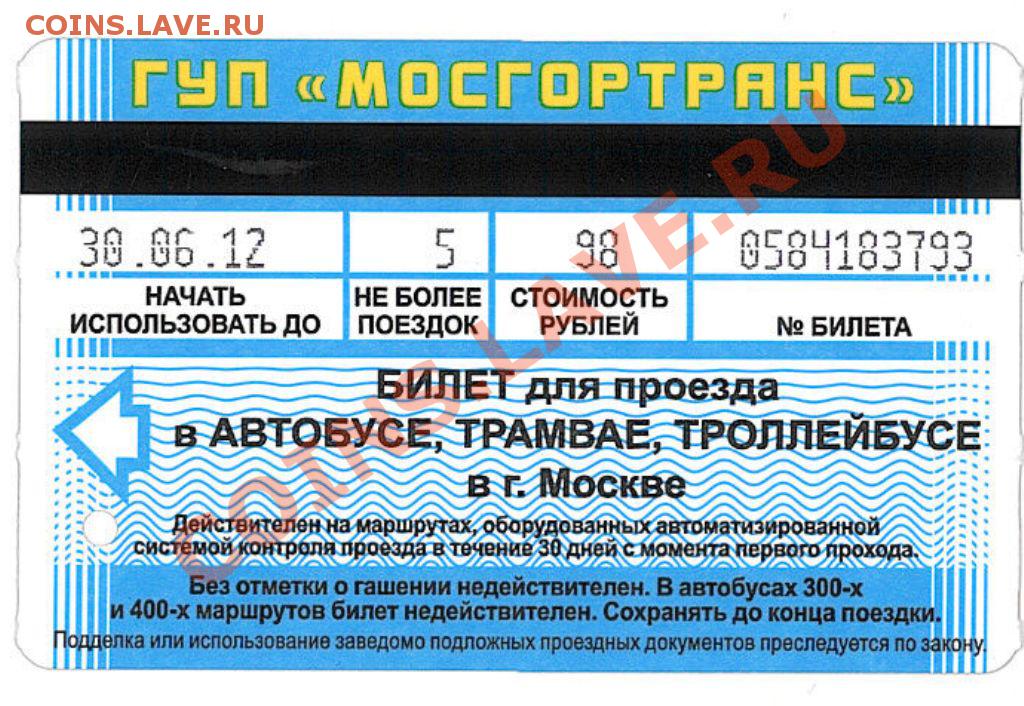 COINS.LAVE.RU
ГУП «МОСГОРТРАНС»
30.06.12 5 98 0584183793
НАЧАТЬ ИСПОЛЬЗОВАТЬ ДО
НЕ БОЛЕЕ ПОЕЗДОК
СТОИМОСТЬ РУБЛЕЙ
№ БИЛЕТА
БИЛЕТ для проезда
в АВТОБУСЕ, ТРАМВАЕ, ТРОЛЛЕЙБУСЕ
в г. Москве
Действителен на маршрутах, оборудованных автоматизированной
системой контроля проезда в течение 30 дней с момента первого прохода.
Без отметки о гашении недействителен. В автобусах 300-х
и 400-х маршрутов билет недействителен. Сохранять до конца поездки.
Подделка или использование заведомо подложных проездных документов преследуется по закону.
COINS.LAVE.RU